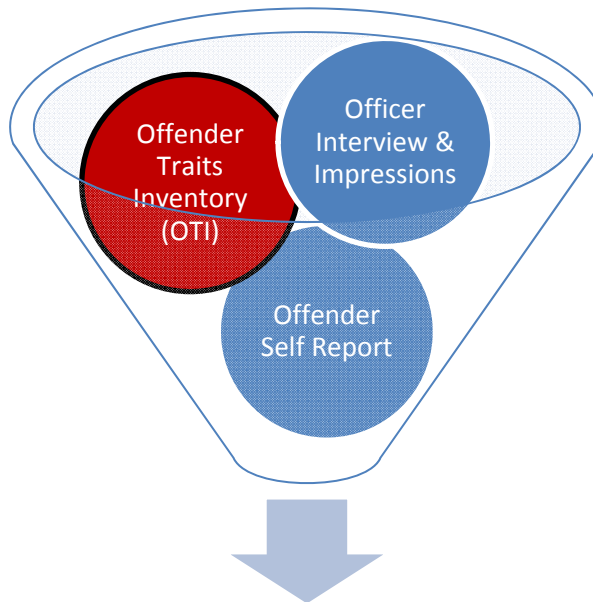 Offender
Traits
Inventory
(OTI)
Officer
Interview &
Impressions
Offender
Self Report